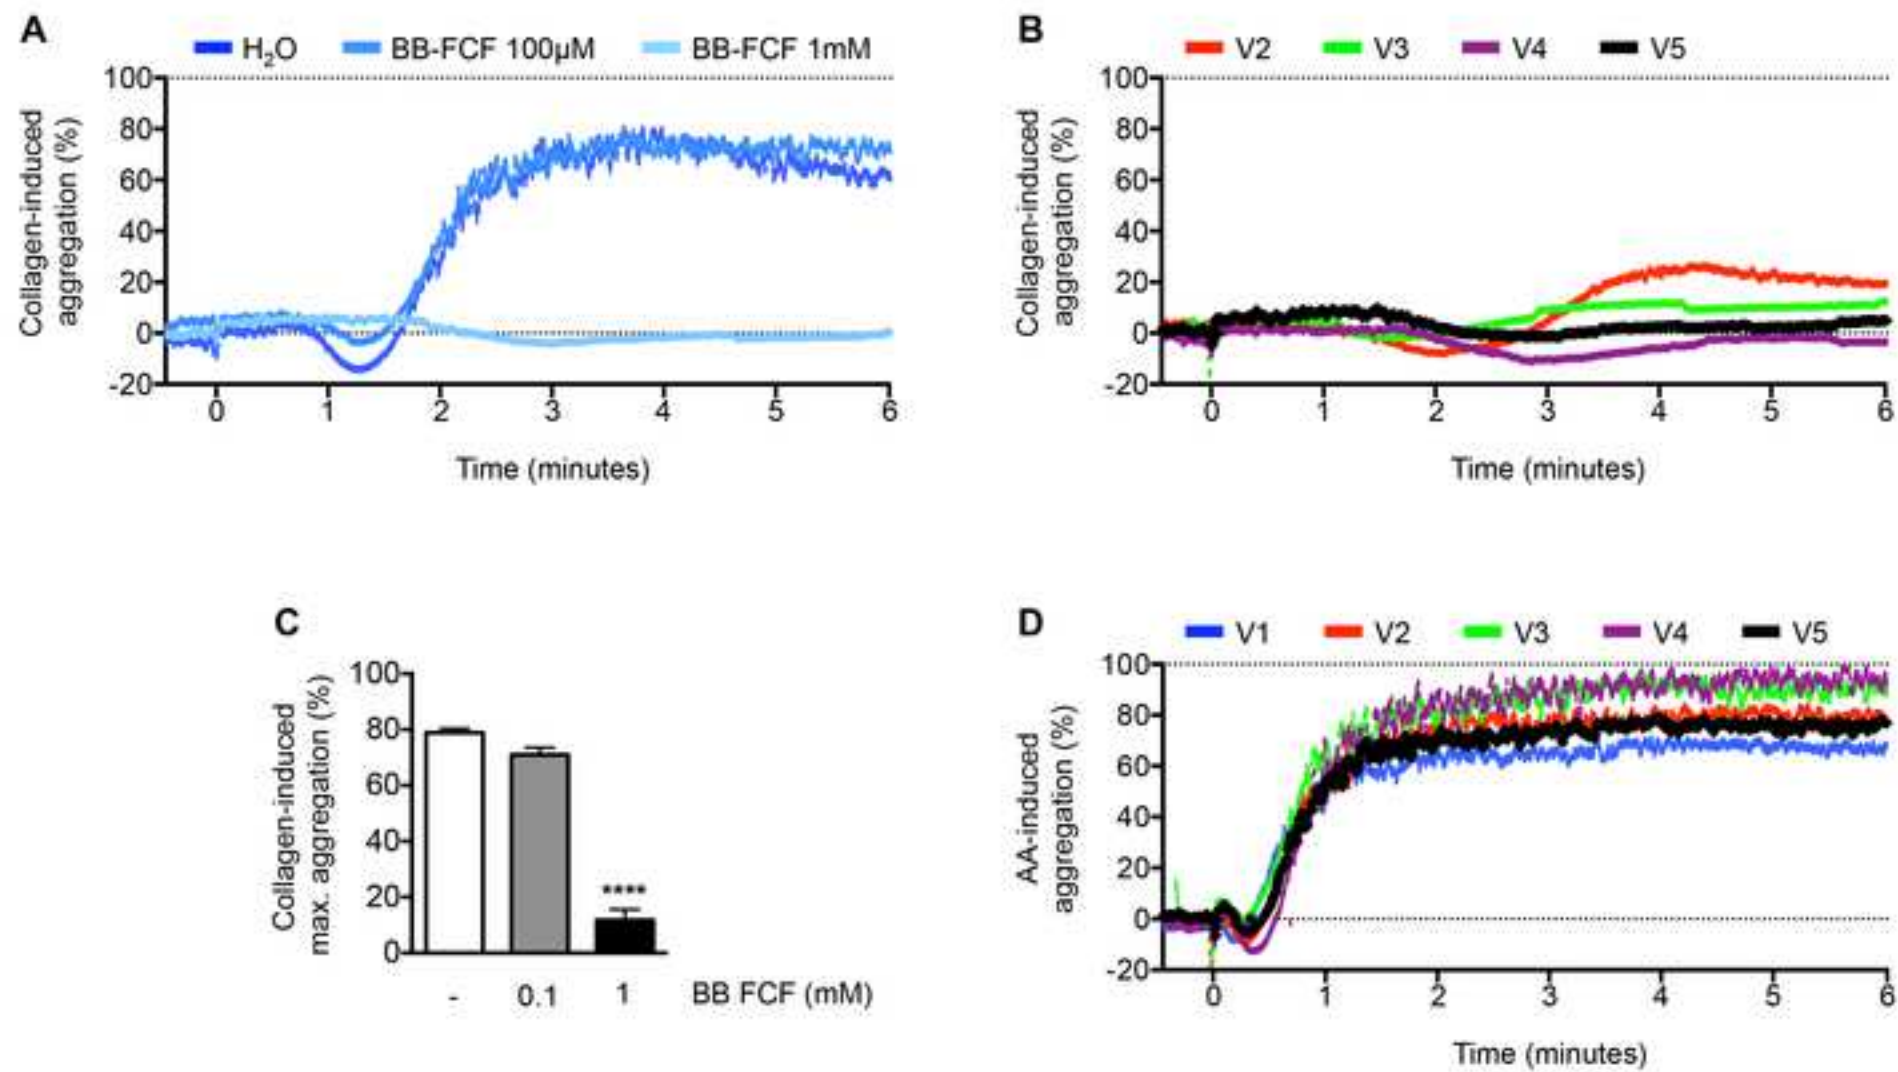 A
H₂O BB-FCF 100μM BB-FCF 1mM
Collagen-induced
aggregation (%)
100
80
60
40
20
0
-20
0 1 2 3 4 5 6
Time (minutes)
B
V2 V3 V4 V5
Collagen-induced
aggregation (%)
100
80
60
40
20
0
-20
0 1 2 3 4 5 6
Time (minutes)
C
Collagen-induced
max. aggregation (%)
100
80
60
40
20
0
****
- 0.1 1 BB FCF (mM)
D
V1 V2 V3 V4 V5
AA-induced
aggregation (%)
100
80
60
40
20
0
-20
0 1 2 3 4 5 6
Time (minutes)